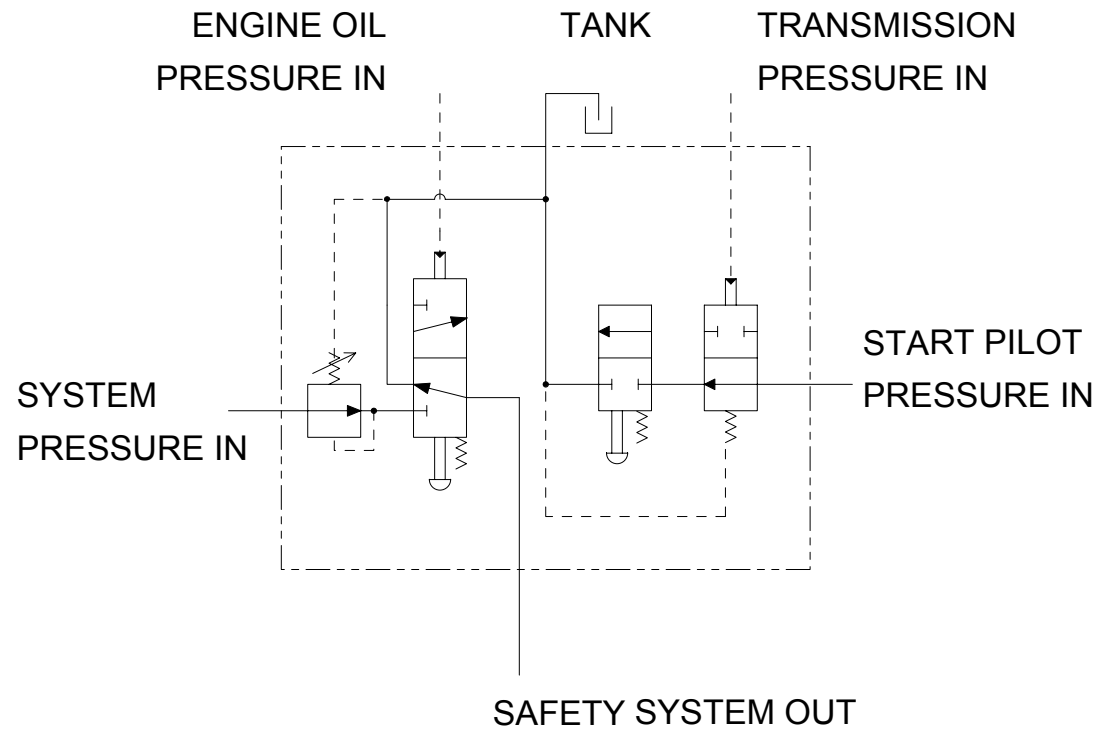 ENGINE OIL
PRESSURE IN
TANK
TRANSMISSION
PRESSURE IN
START PILOT
PRESSURE IN
SYSTEM
PRESSURE IN
SAFETY SYSTEM OUT